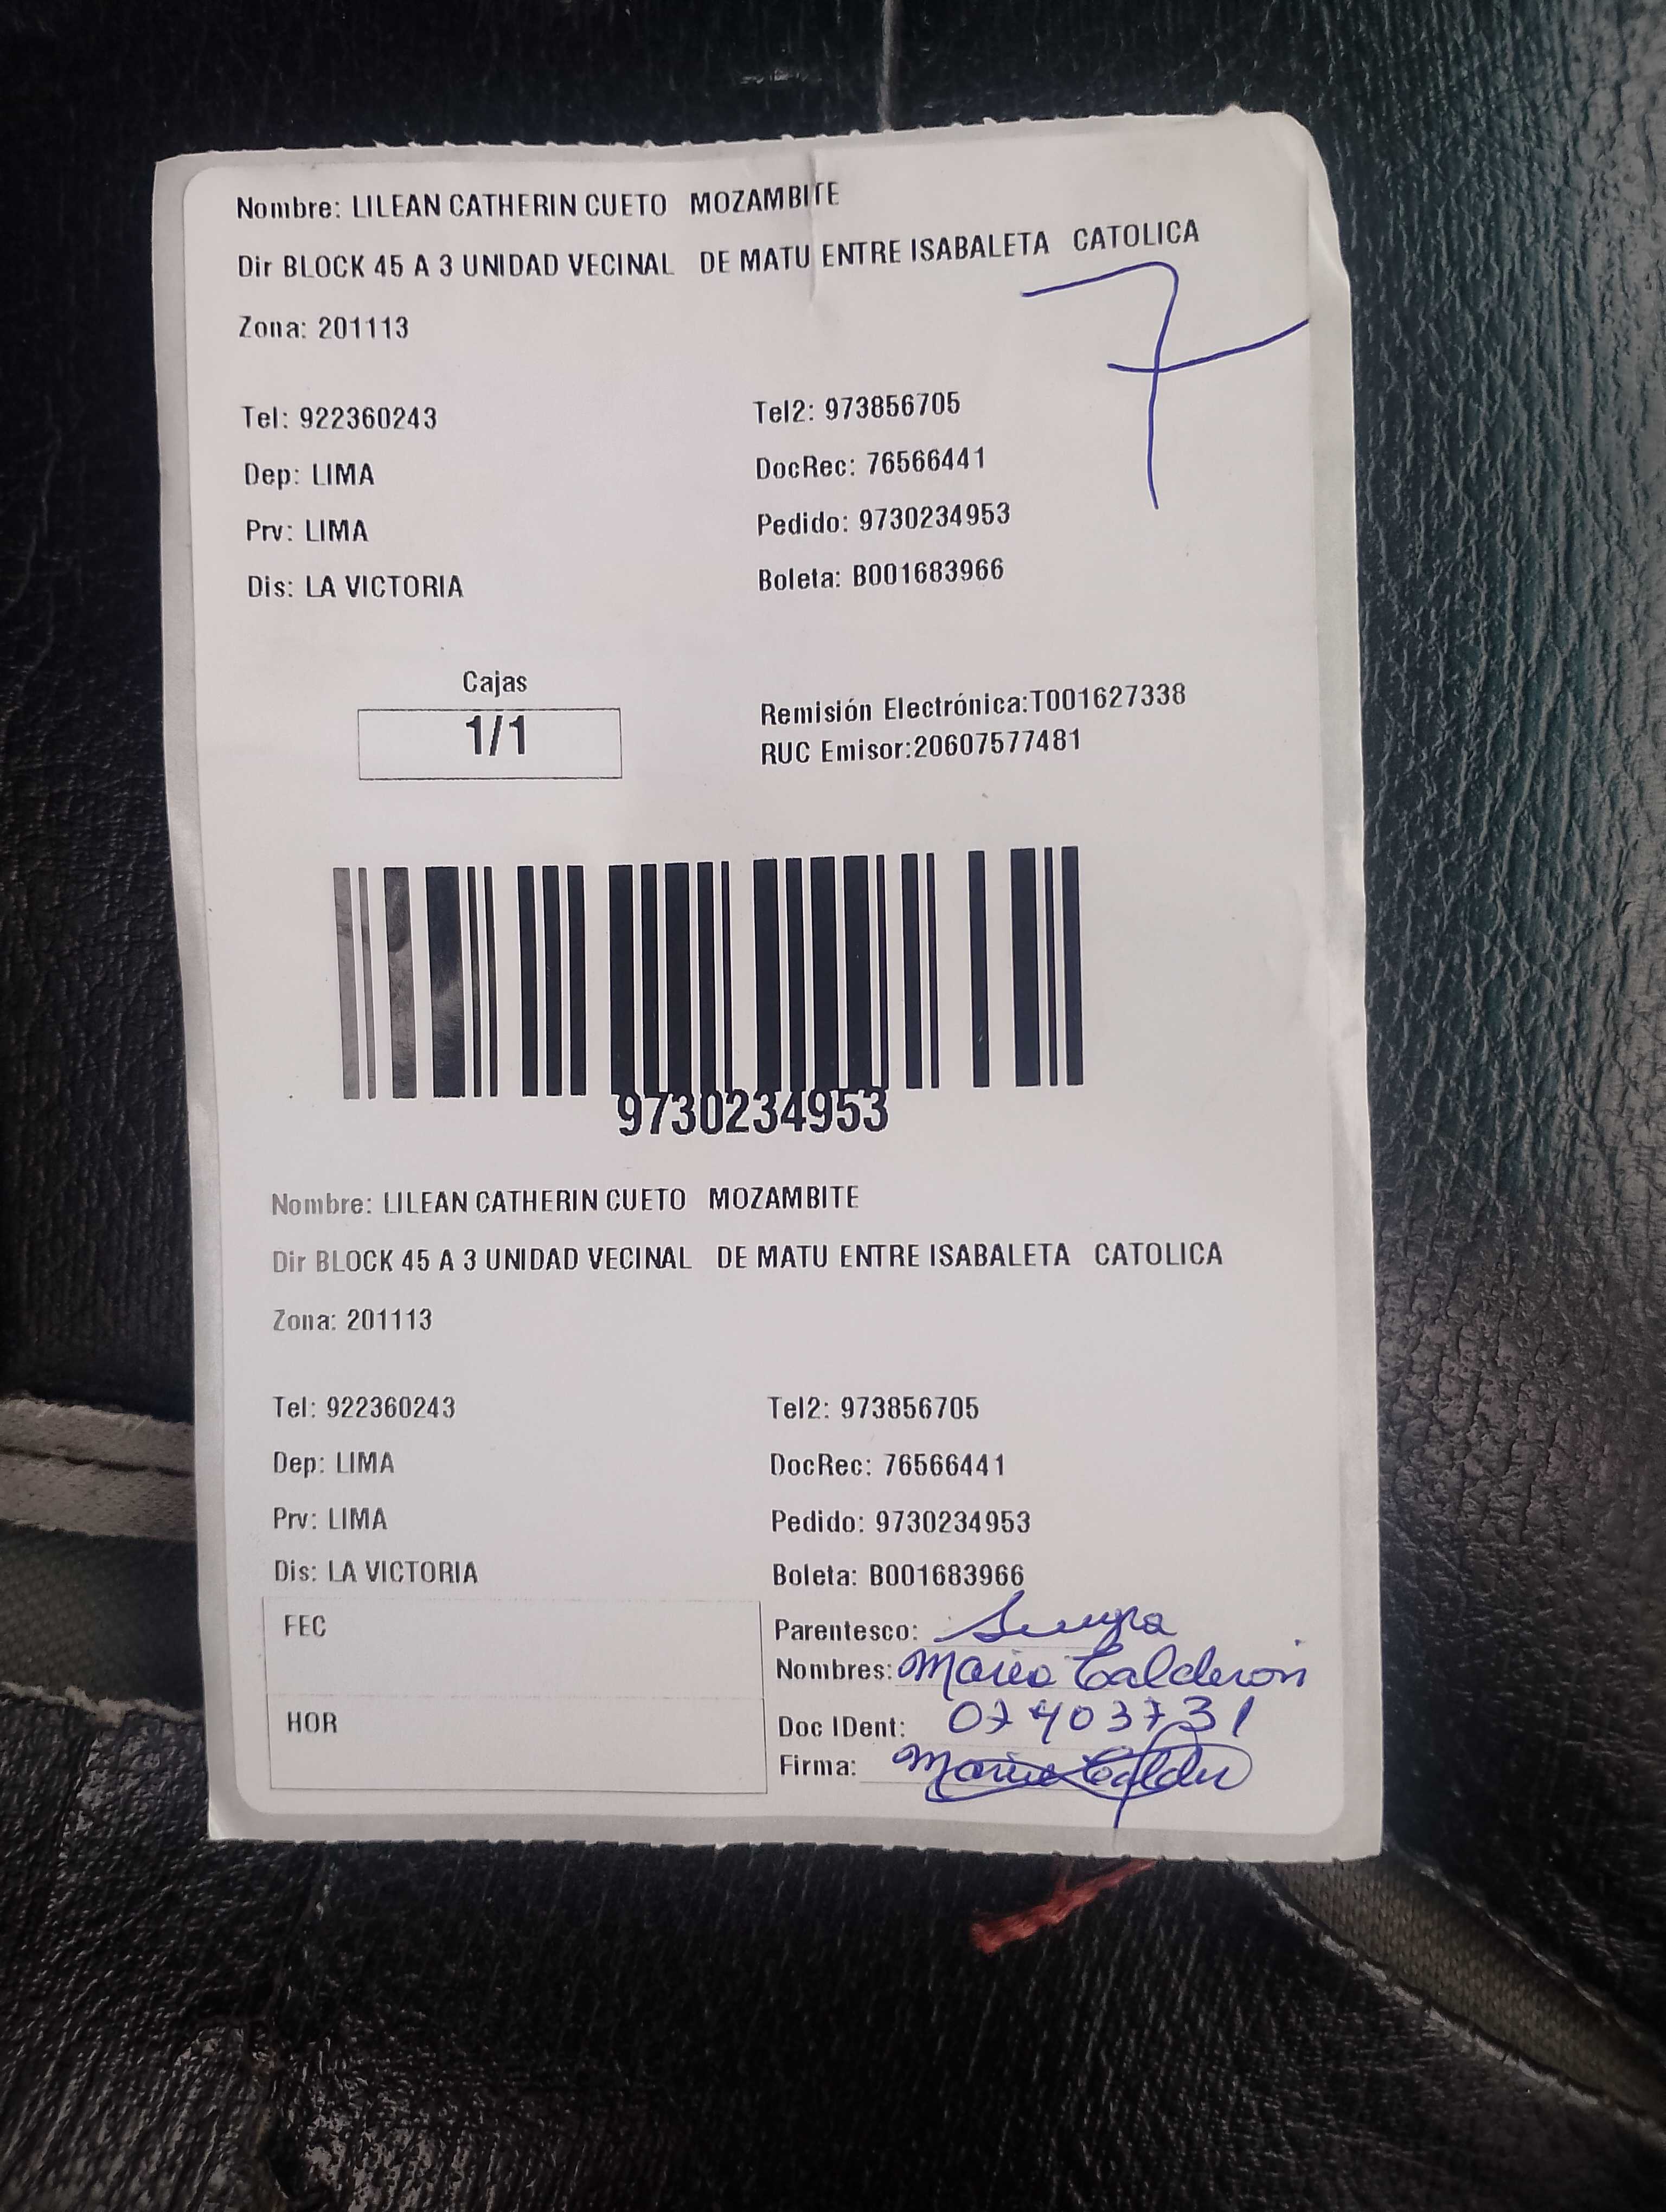 Nombre: LILEAN CATHERIN CUETO MOZAMBITE
Dir BLOCK 45 A 3 UNIDAD VECINAL DE MATU ENTRE ISABALETA CATOLICA
7
Zona: 201113
Tel: 922360243 Tel2: 973856705
Dep: LIMA DocRec: 76566441
Prv: LIMA Pedido: 9730234953
Dis: LA VICTORIA Boleta: B001683966
Cajas
1/1
Remisión Electrónica:T001627338
RUC Emisor:20607577481
9730234953
Nombre: LILEAN CATHERIN CUETO MOZAMBITE
Dir BLOCK 45 A 3 UNIDAD VECINAL DE MATU ENTRE ISABALETA CATOLICA
Zona: 201113
Tel: 922360243 Tel2: 973856705
Dep: LIMA DocRec: 76566441
Prv: LIMA Pedido: 9730234953
Dis: LA VICTORIA Boleta: B001683966
FEC
HOR
Parentesco: Suegra
Nombres: Calderon
Doc IDent: 07403731
Firma: